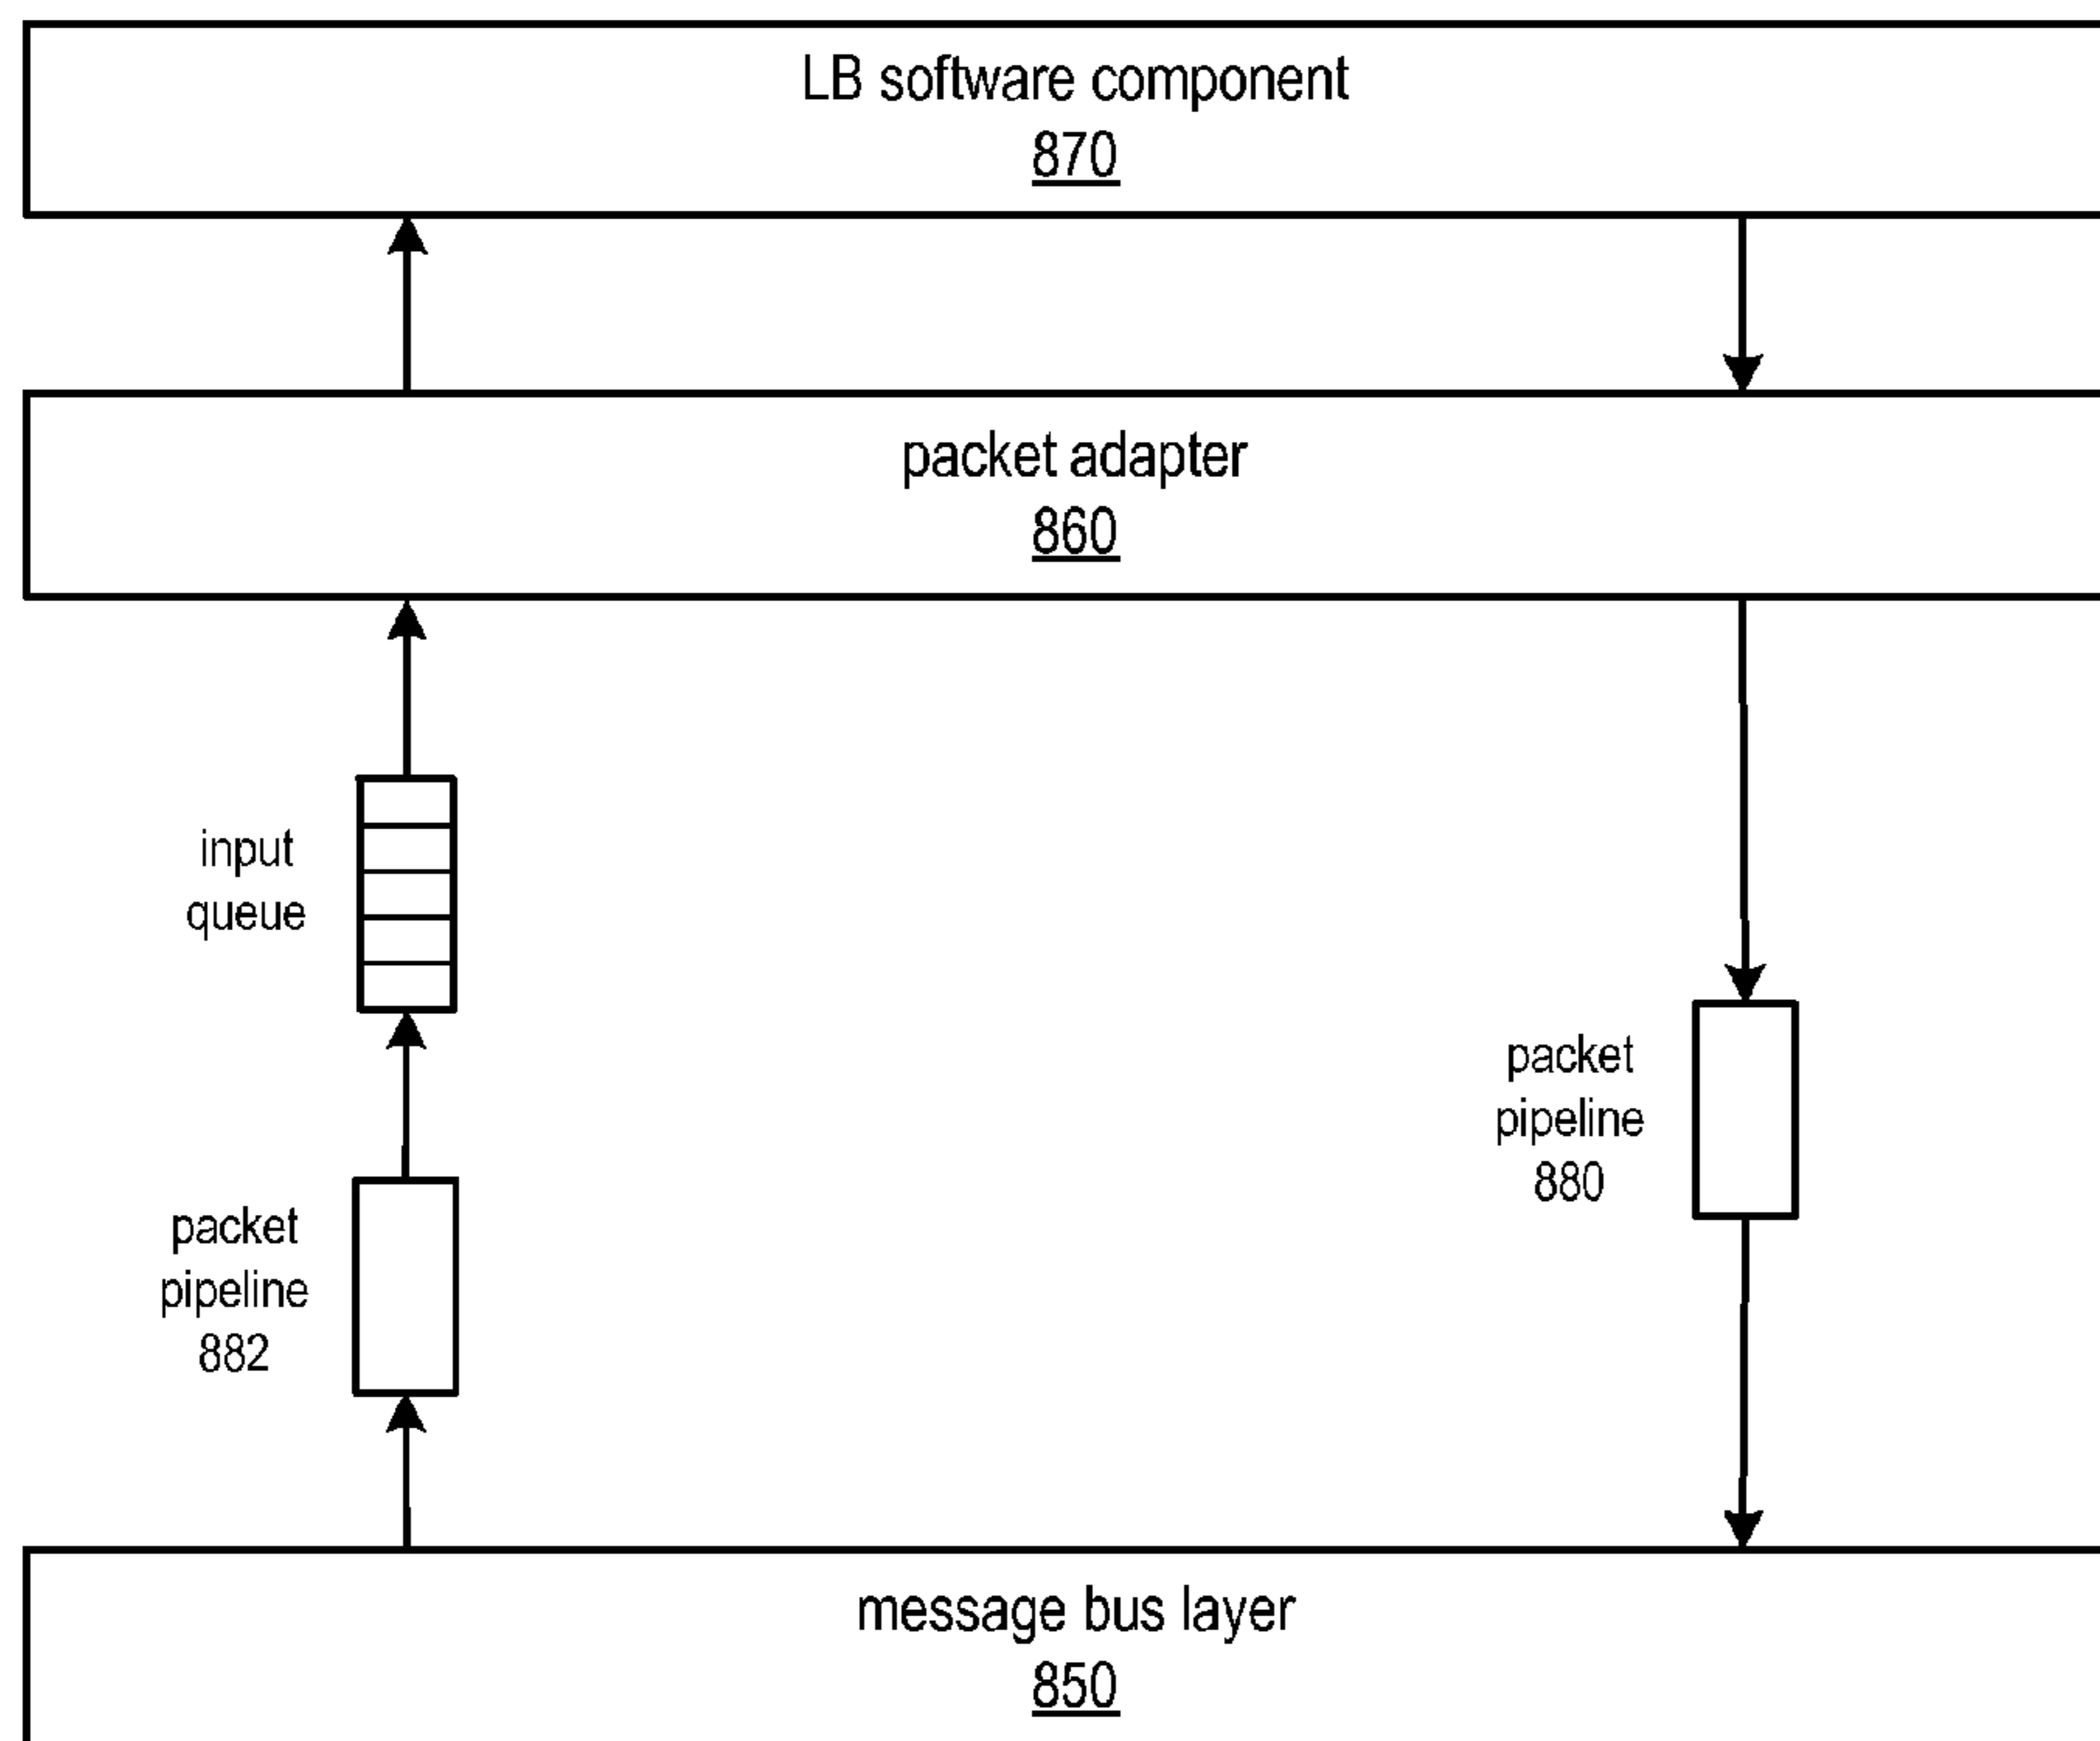 LB software component
870
packet adapter
860
input
queue
packet
pipeline
880
packet
pipeline
882
message bus layer
850